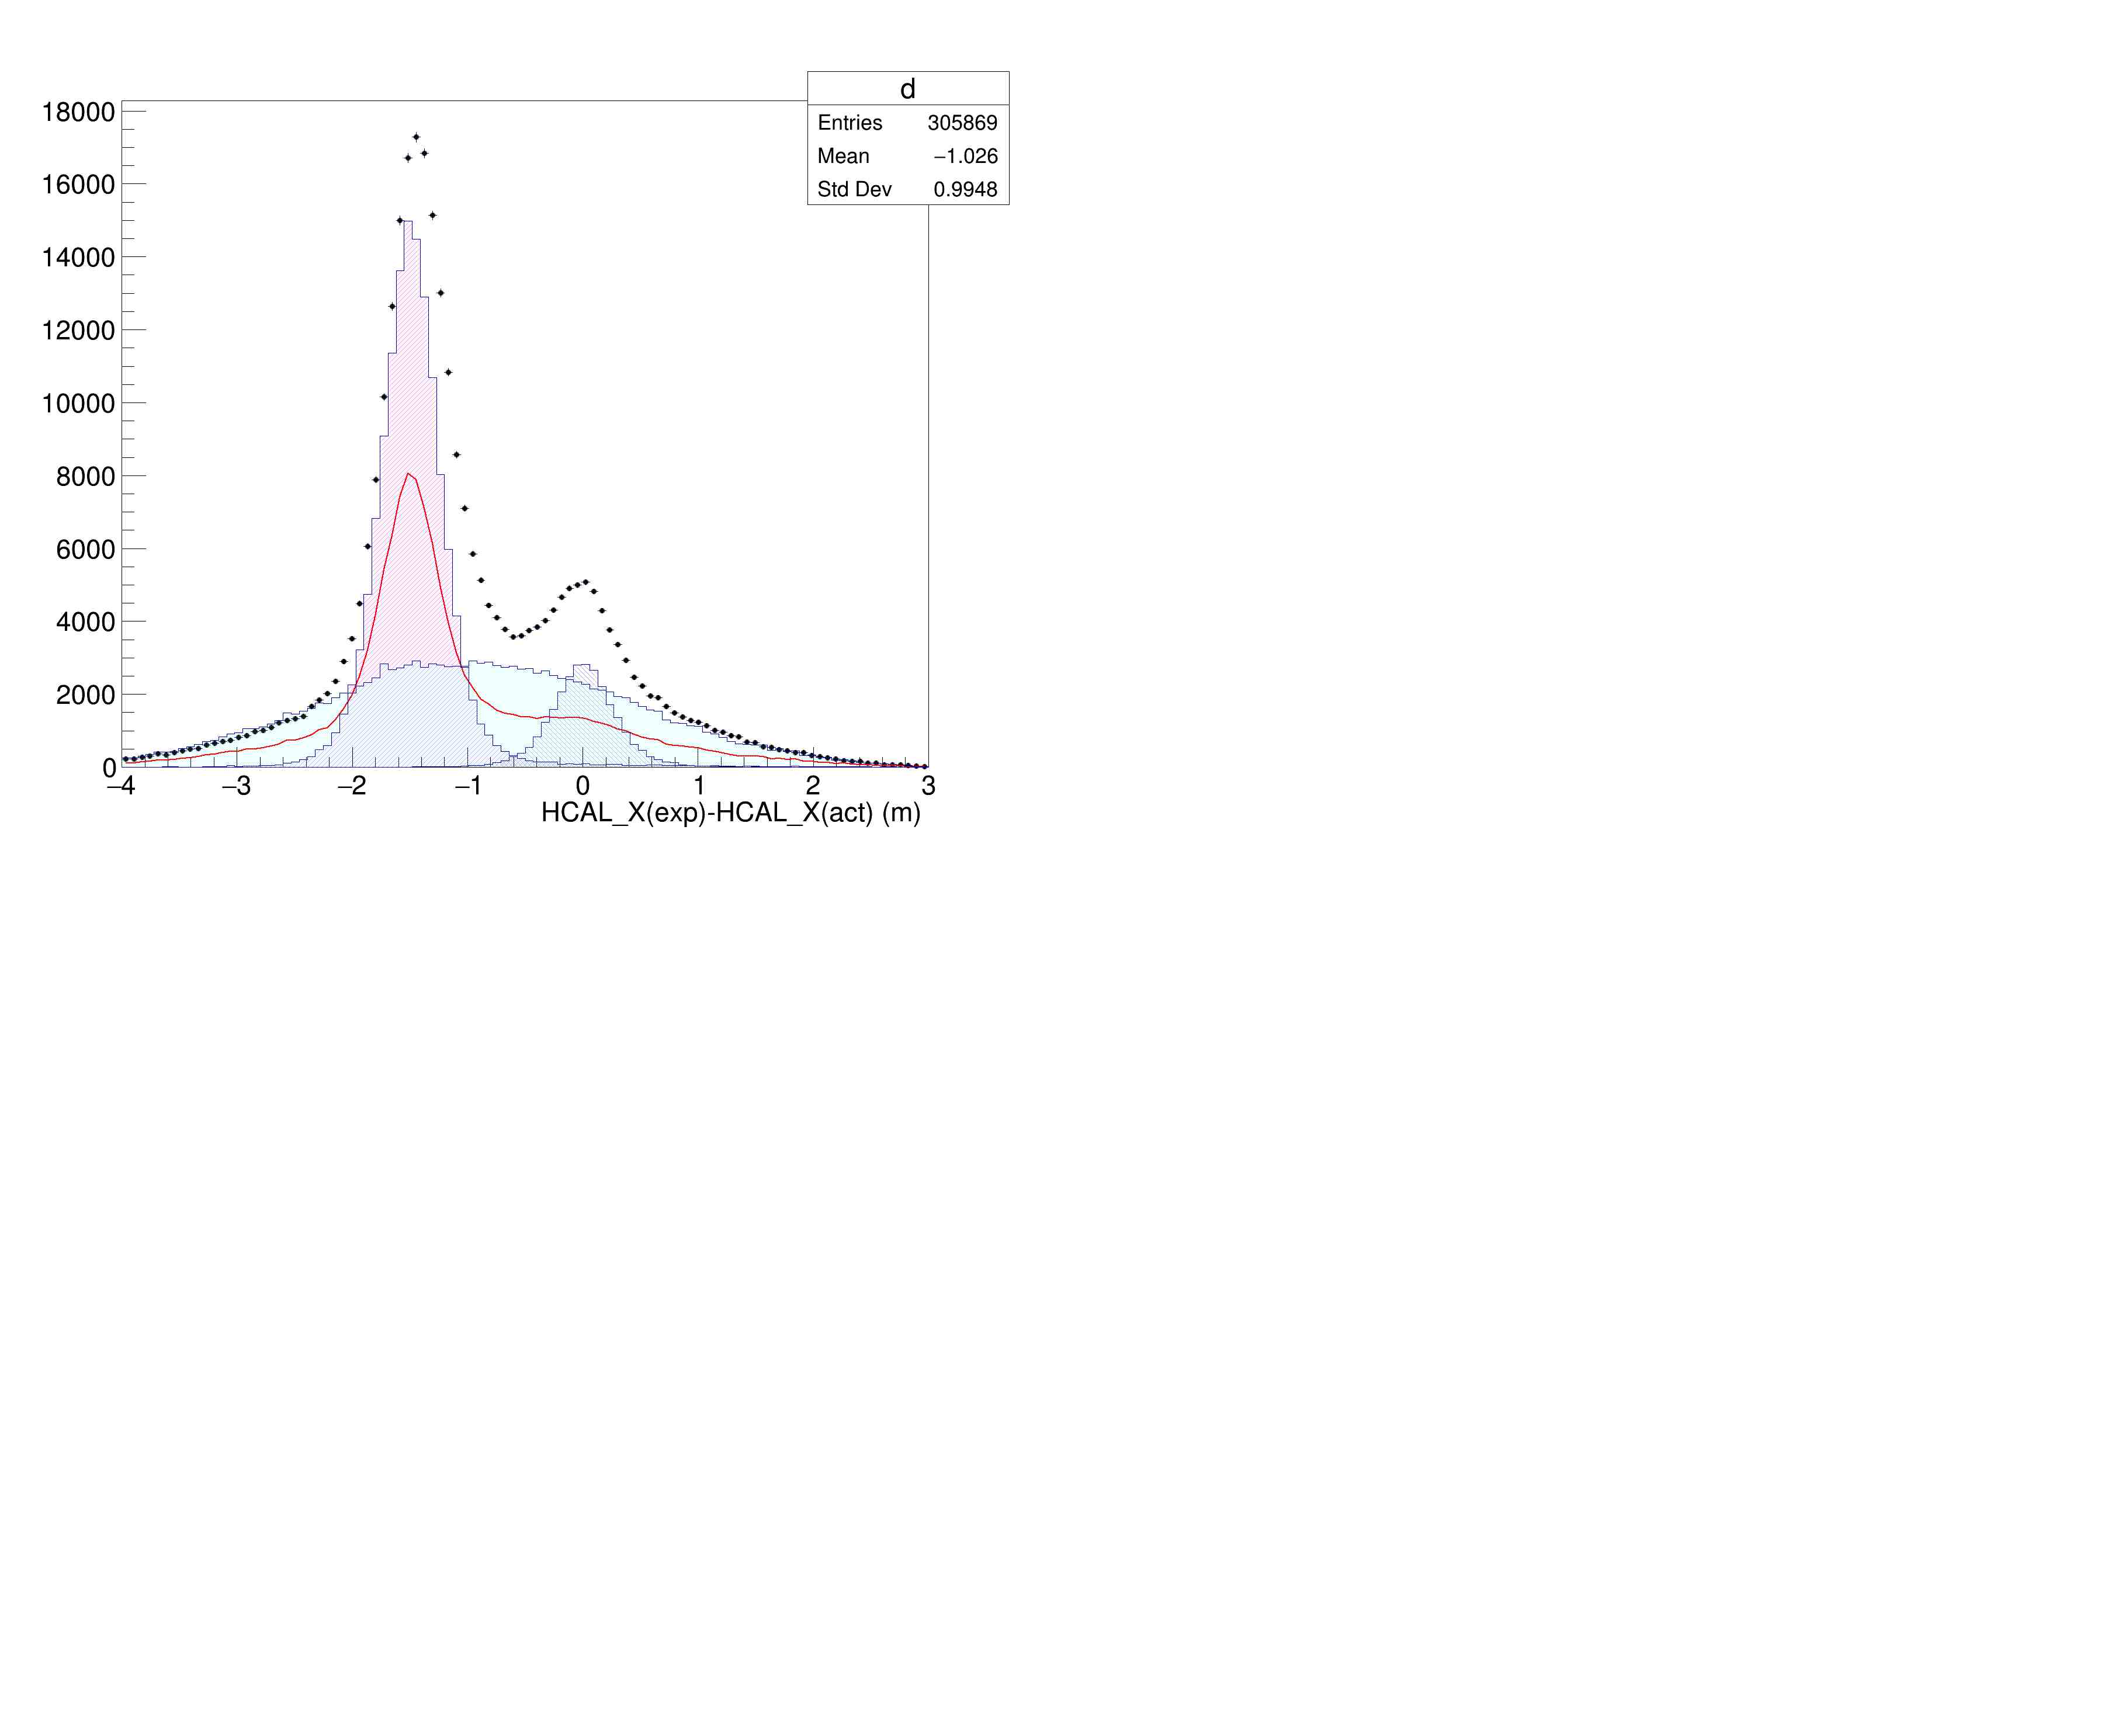 d
Entries 305869
Mean −1.026
Std Dev 0.9948
18000
16000
14000
12000
10000
8000
6000
4000
2000
0
−4 −3 −2 −1 0 1 2 3
HCAL_X(exp)-HCAL_X(act) (m)